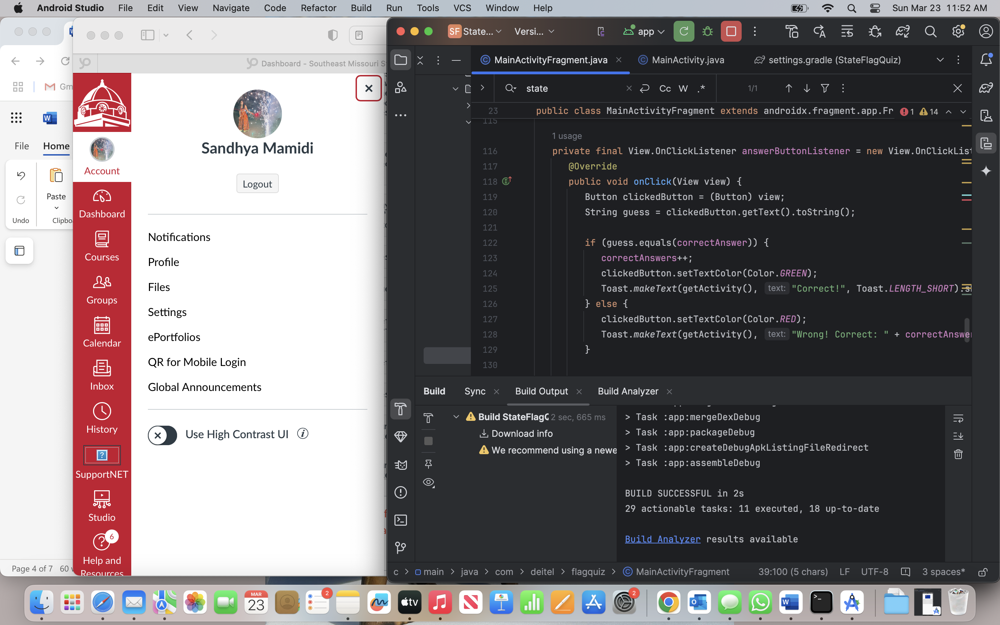 Android Studio File Edit View Navigate Code Refactor Build Run Tools VCS Window Help Sun Mar 23 11:52 AM
SF State... Versi... app
Dashboard - Southeast Missouri S
Gm
File Home
Undo Paste
Clipbo
Page 4 of 7 60
Account
Dashboard
Courses
Groups
Calendar
Inbox
History
SupportNET
Studio
6
Help and
Resources
Sandhya Mamidi
Logout
Notifications
Profile
Files
Settings
ePortfolios
QR for Mobile Login
Global Announcements
Use High Contrast UI
MainActivityFragment.java MainActivity.java settings.gradle (StateFlagQuiz)
state Cc W .* 1/1
23 public class MainActivityFragment extends androidx.fragment.app.Fr 1 14
115
1 usage
116 private final View.OnClickListener answerButtonListener = new View.OnClickList
117 @Override
118 public void onClick(View view) {
119 Button clickedButton = (Button) view;
120 String guess = clickedButton.getText().toString();
121
122 if (guess.equals(correctAnswer)) {
123 correctAnswers++;
124 clickedButton.setTextColor(Color.GREEN);
125 Toast.makeText(getActivity(), text: "Correct!", Toast.LENGTH_SHORT).s
126 } else {
127 clickedButton.setTextColor(Color.RED);
128 Toast.makeText(getActivity(), text: "Wrong! Correct: " + correctAnswe
129 }
130
Build Sync Build Output Build Analyzer
Build StateFlagQ 2 sec, 665 ms
Download info
We recommend using a newe
> Task :app:mergeDexDebug
> Task :app:packageDebug
> Task :app:createDebugApkListingFileRedirect
> Task :app:assembleDebug
BUILD SUCCESSFUL in 2s
29 actionable tasks: 11 executed, 18 up-to-date
Build Analyzer results available
c > main > java > com > deitel > flagquiz > MainActivityFragment 39:100 (5 chars) LF UTF-8 3 spaces*
MAR
23
2
tv
2